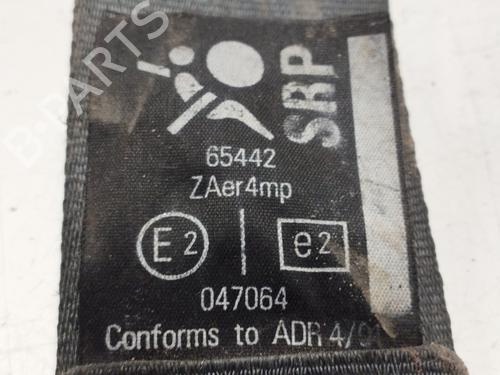 SRP
65442
ZAer4mp
E2
e2
047064
Conforms to ADR 4/
B-PARTS